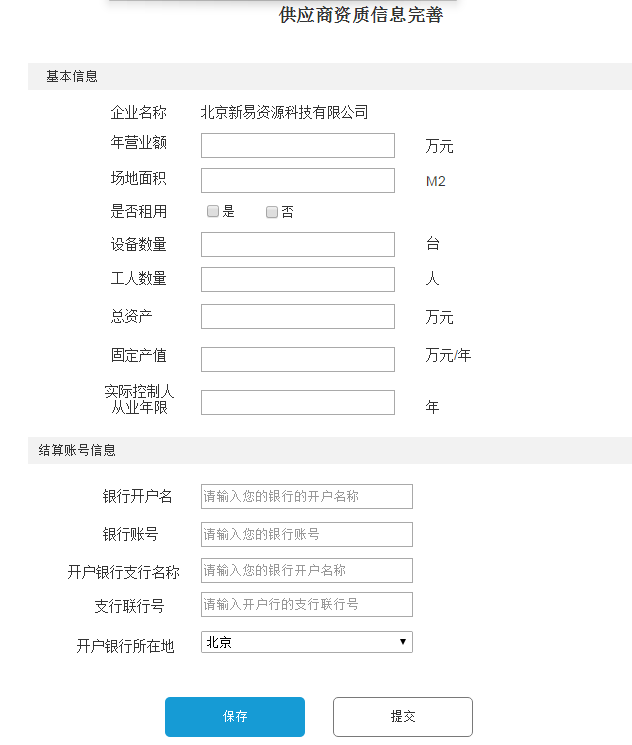 供应商资质信息完善
基本信息
企业名称 北京新易资源科技有限公司
年营业额 万元
场地面积 M2
是否租用 是 否
设备数量 台
工人数量 人
总资产 万元
固定产值 万元/年
实际控制人
从业年限 年
结算账号信息
银行开户名 请输入您的银行的开户名称
银行账号 请输入您的银行账号
开户银行支行名称 请输入您的银行开户名称
支行联行号 请输入开户行的支行联行号
开户银行所在地 北京
保存 提交